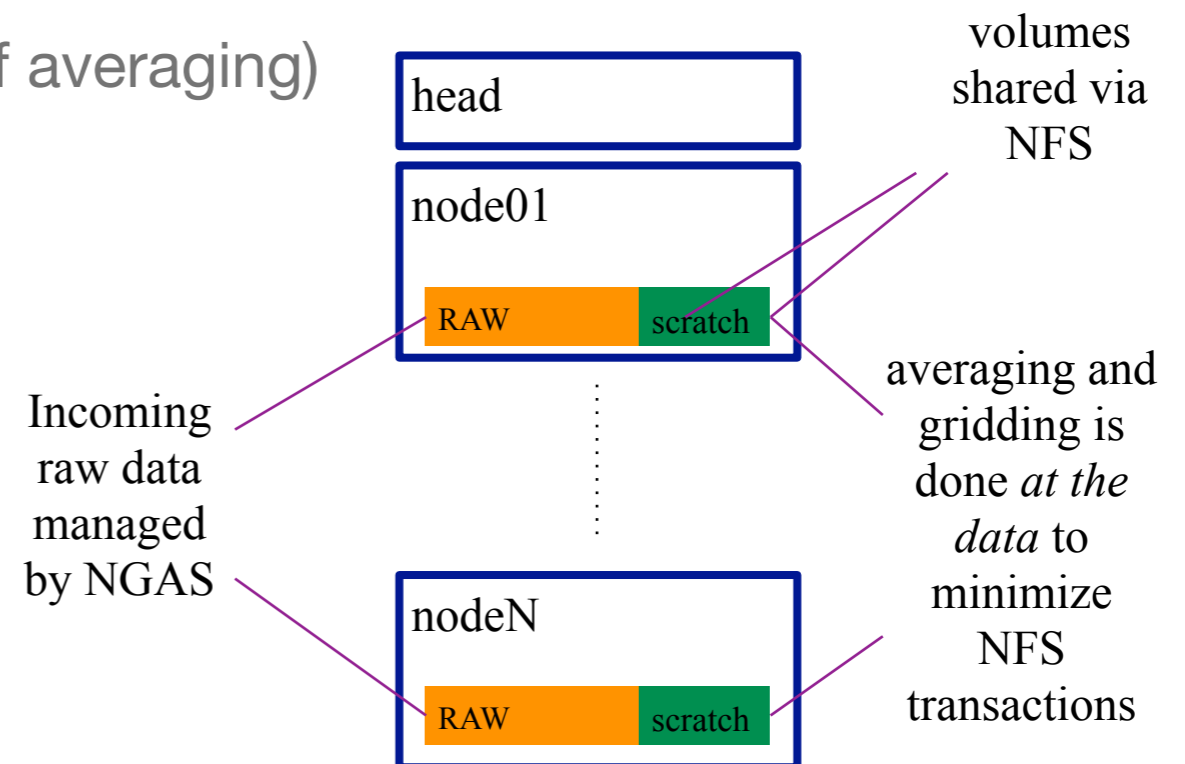 f averaging)
head
volumes
shared via
NFS
node01
RAW
scratch
Incoming
raw data
managed
by NGAS
averaging and
gridding is
done at the
data to
minimize
NFS
transactions
nodeN
RAW
scratch